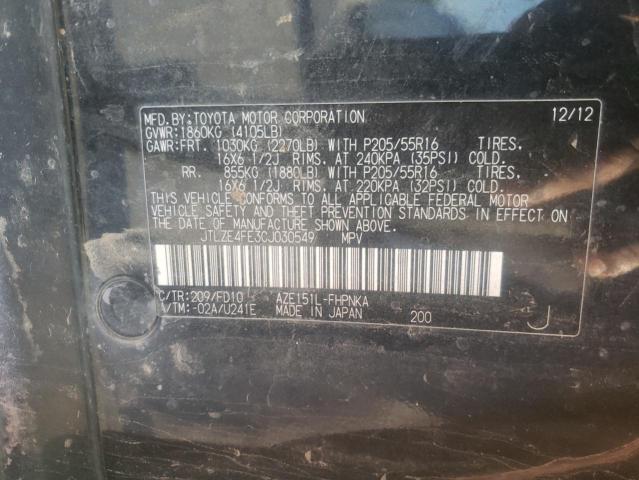 MFD. BY: TOYOTA MOTOR CORPORATION 12/12
GVWR: 1860KG (4105LB)
GAWR: FRT. 1030KG (2270LB) WITH P205/55R16 TIRES.
16X6 1/2J RIMS. AT 240KPA (35PSI) COLD.
RR. 855KG (1880LB) WITH P205/55R16 TIRES.
16X6 1/2J RIMS. AT 220KPA (32PSI) COLD.
THIS VEHICLE CONFORMS TO ALL APPLICABLE FEDERAL MOTOR
VEHICLE SAFETY AND THEFT PREVENTION STANDARDS IN EFFECT ON
THE DATE OF MANUFACTURE SHOWN ABOVE.
JTLZE4FE3CJ030549 MPV
C/TR: 209/FD10 AZE151L-FHPNKA
A/TM: -02A/U241E MADE IN JAPAN 200 J